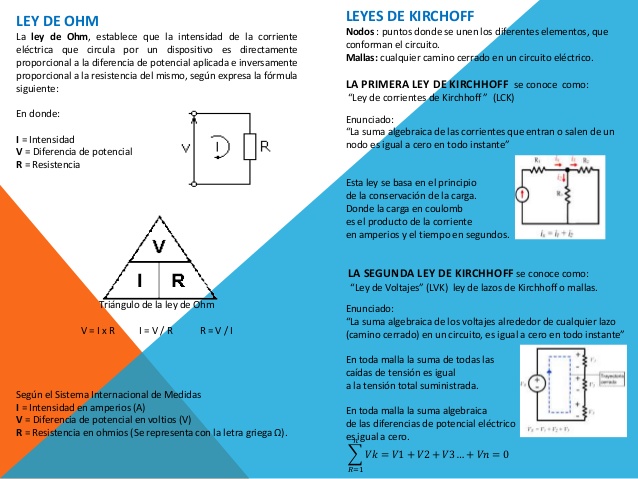 LEY DE OHM
La ley de Ohm, establece que la intensidad de la corriente
eléctrica que circula por un dispositivo es directamente
proporcional a la diferencia de potencial aplicada e inversamente
proporcional a la resistencia del mismo, según expresa la fórmula
siguiente:
En donde:
I = Intensidad
V = Diferencia de potencial
R = Resistencia
V
I
R
V
I R
Triángulo de la ley de Ohm
V = I x R I = V / R R = V / I
Según el Sistema Internacional de Medidas
I = Intensidad en amperios (A)
V = Diferencia de potencial en voltios (V)
R = Resistencia en ohmios (Se representa con la letra griega Ω).
LEYES DE KIRCHOFF
Nodos: puntos donde se unen los diferentes elementos, que
conforman el circuito.
Mallas: cualquier camino cerrado en un circuito eléctrico.
LA PRIMERA LEY DE KIRCHHOFF se conoce como:
"Ley de corrientes de Kirchhoff" (LCK)
Enunciado:
"La suma algebraica de las corrientes que entran o salen de un
nodo es igual a cero en todo instante"
Esta ley se basa en el principio
de la conservación de la carga.
Donde la carga en coulomb
es el producto de la corriente
en amperios y el tiempo en segundos.
LA SEGUNDA LEY DE KIRCHHOFF se conoce como:
"Ley de Voltajes" (LVK) ley de lazos de Kirchhoff o mallas.
Enunciado:
"La suma algebraica de los voltajes alrededor de cualquier lazo
(camino cerrado) en un circuito, es igual a cero en todo instante"
En toda malla la suma de todas las
caídas de tensión es igual
a la tensión total suministrada.
En toda malla la suma algebraica
de las diferencias de potencial eléctrico
es igual a cero.
n
∑ Vk = V1 + V2 + V3 ... + Vn = 0
R=1
Trayectoria
cerrada